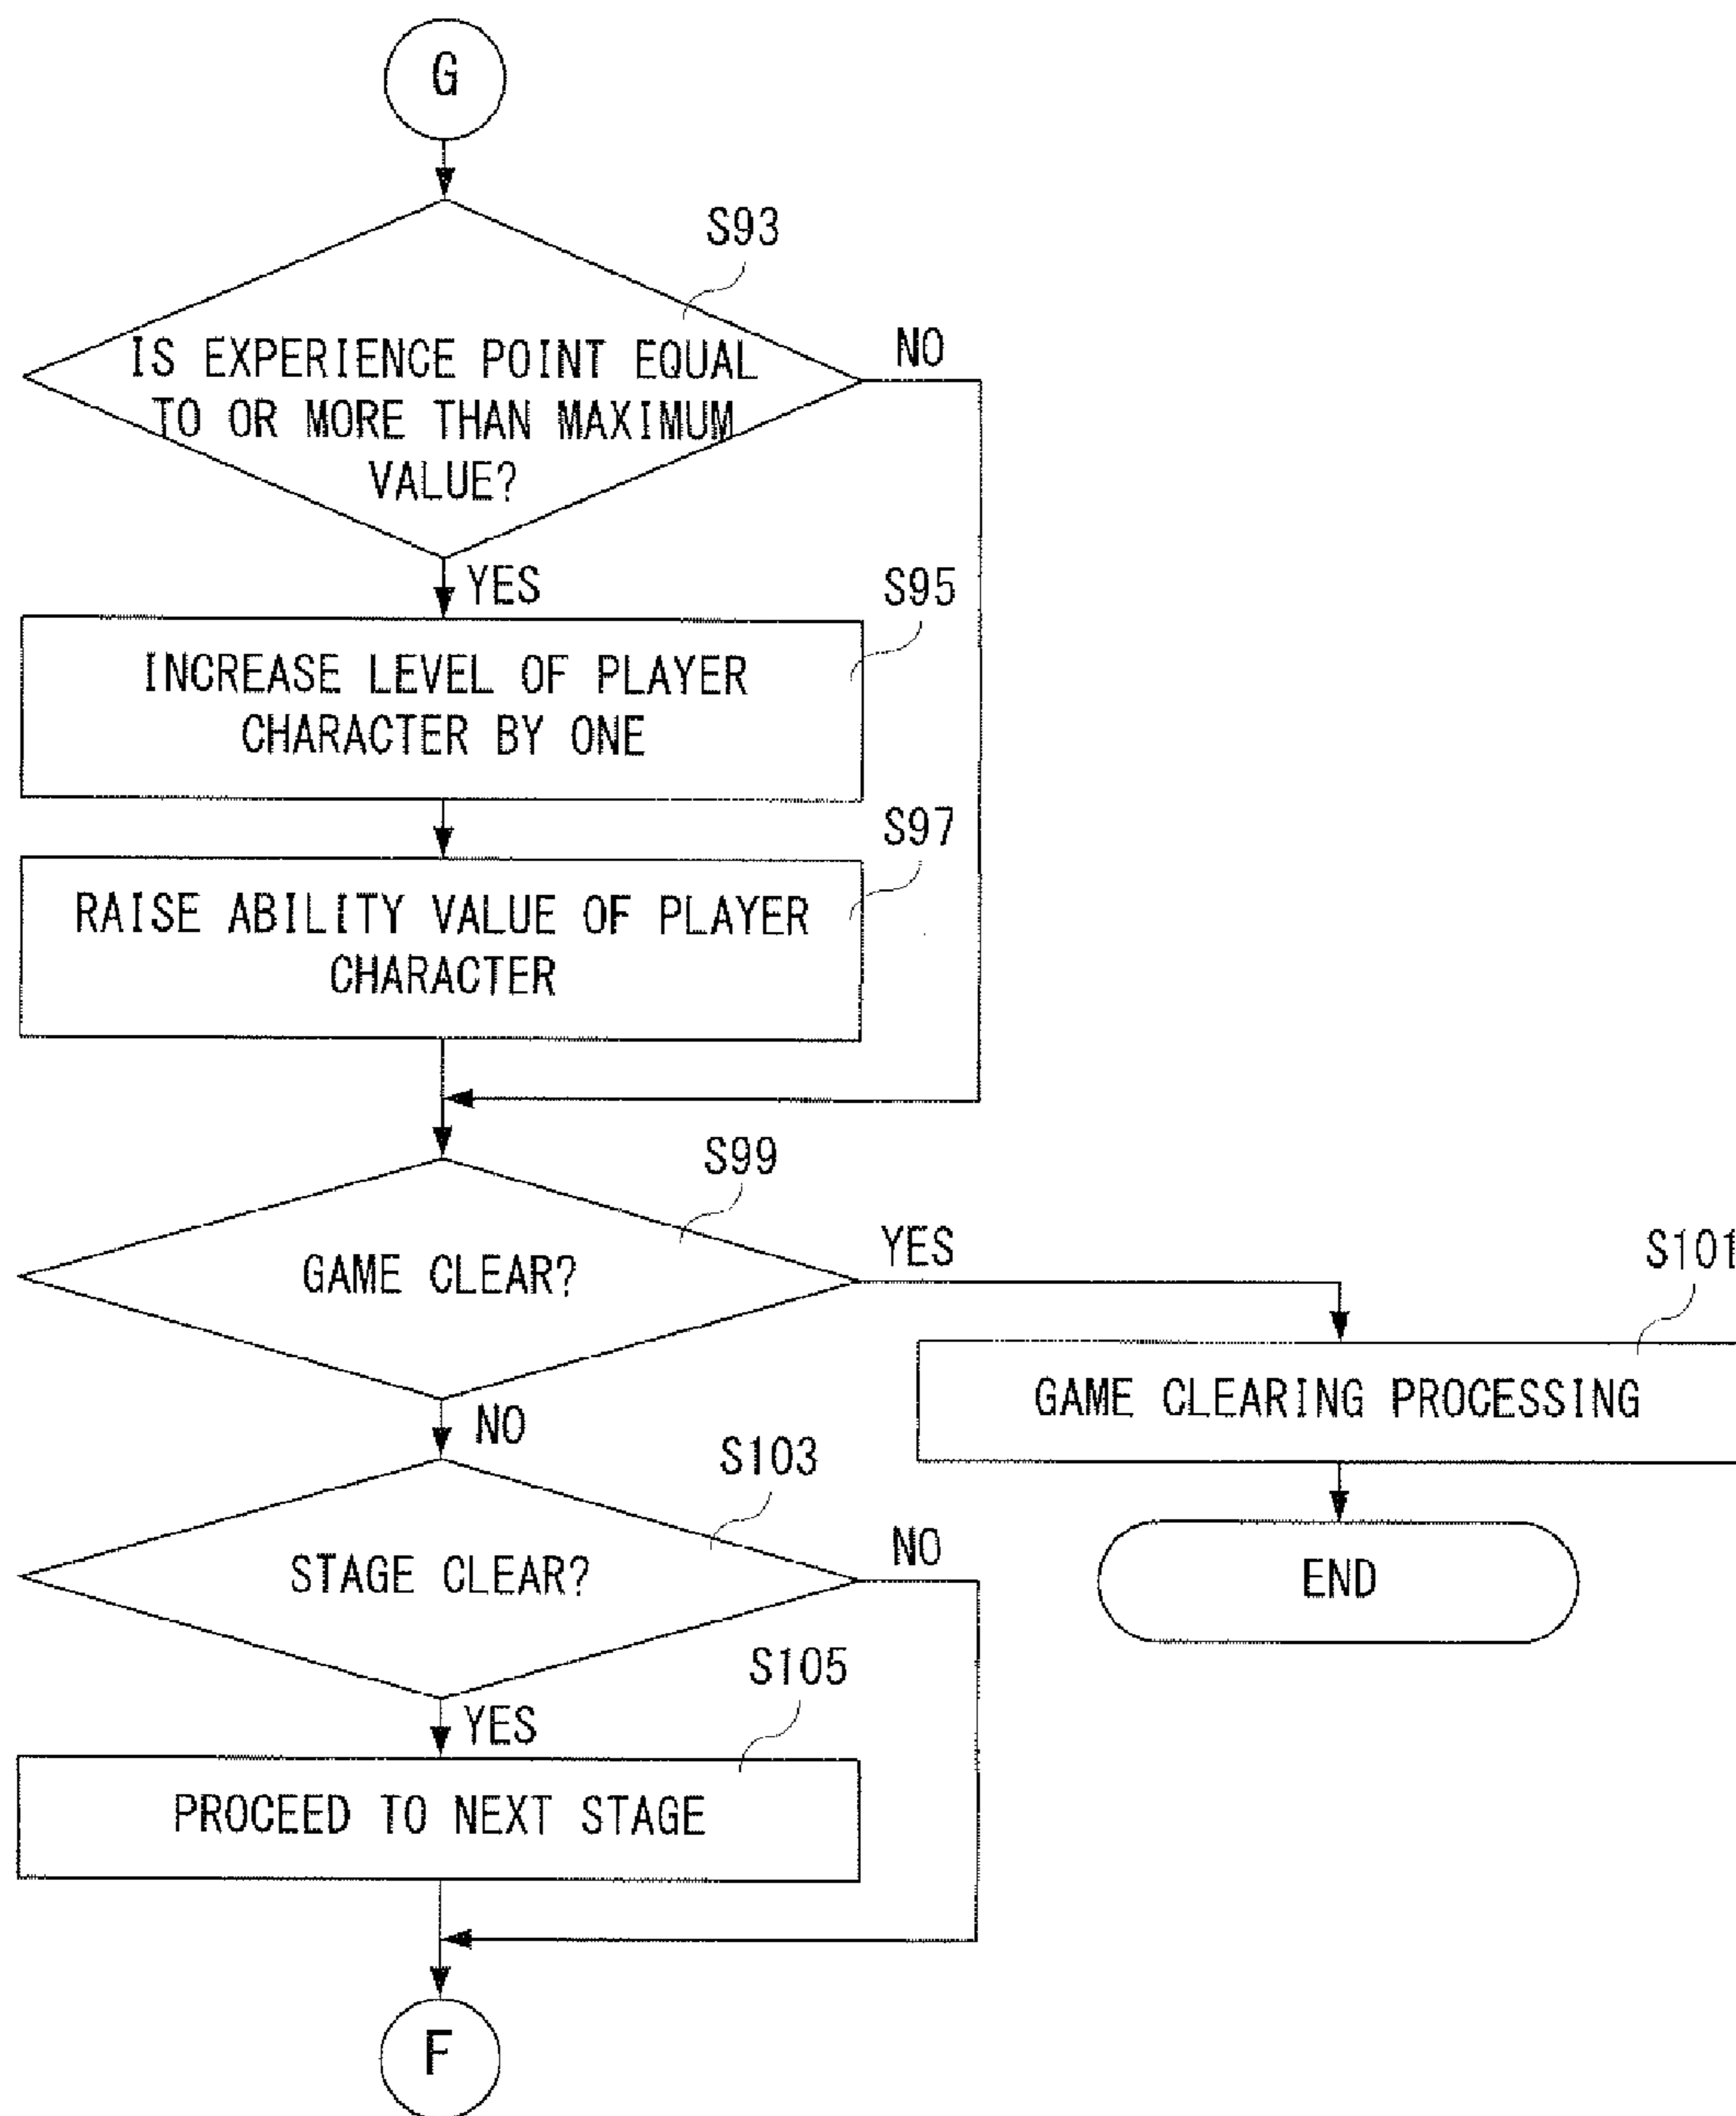 G
S93
IS EXPERIENCE POINT EQUAL
TO OR MORE THAN MAXIMUM
VALUE?
NO
YES
S95
INCREASE LEVEL OF PLAYER
CHARACTER BY ONE
S97
RAISE ABILITY VALUE OF PLAYER
CHARACTER
S99
GAME CLEAR?
YES
S101
GAME CLEARING PROCESSING
NO
S103
STAGE CLEAR?
NO
END
S105
YES
PROCEED TO NEXT STAGE
F